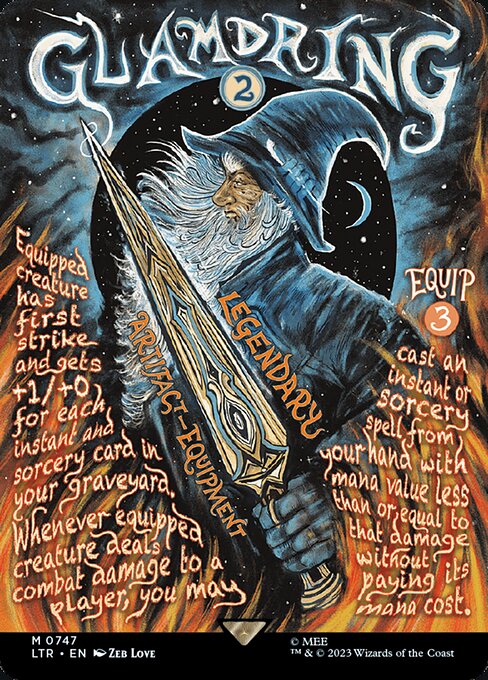 GLAMDRING
2
Equipped
creature
has
first
strike
and gets
+1/+0
for each
instant and
sorcery card in
your graveyard.
Whenever equipped
creature deals
combat damage to a
player, you may
LEGENDARY
ARTIFACT–EQUIPMENT
EQUIP
3
cast an
instant or
sorcery
spell from
your hand with
mana value less
than or equal to
that damage
without
paying its
mana cost.
M 0747
LTR • EN Zeb Love
© MEE
™ & © 2023 Wizards of the Coast